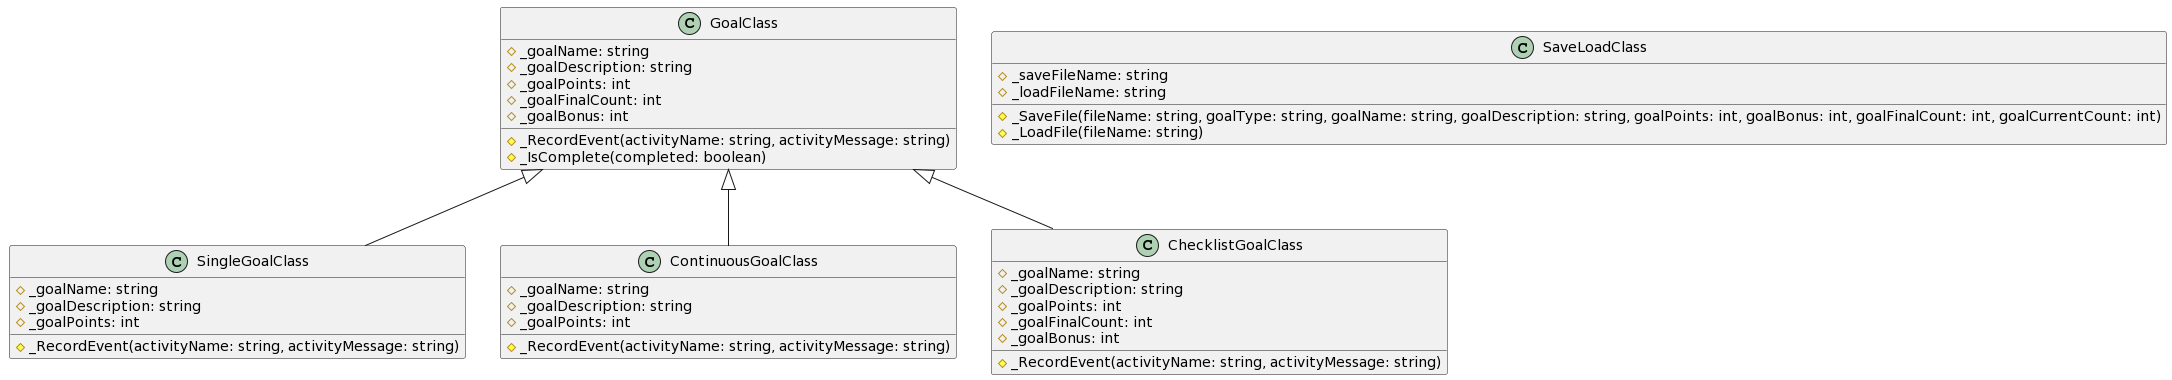 C GoalClass
_goalName: string
_goalDescription: string
_goalPoints: int
_goalFinalCount: int
_goalBonus: int
_RecordEvent(activityName: string, activityMessage: string)
_IsComplete(completed: boolean)
C SaveLoadClass
_saveFileName: string
_loadFileName: string
_SaveFile(fileName: string, goalType: string, goalName: string, goalDescription: string, goalPoints: int, goalBonus: int, goalFinalCount: int, goalCurrentCount: int)
_LoadFile(fileName: string)
C SingleGoalClass
_goalName: string
_goalDescription: string
_goalPoints: int
_RecordEvent(activityName: string, activityMessage: string)
C ContinuousGoalClass
_goalName: string
_goalDescription: string
_goalPoints: int
_RecordEvent(activityName: string, activityMessage: string)
C ChecklistGoalClass
_goalName: string
_goalDescription: string
_goalPoints: int
_goalFinalCount: int
_goalBonus: int
_RecordEvent(activityName: string, activityMessage: string)